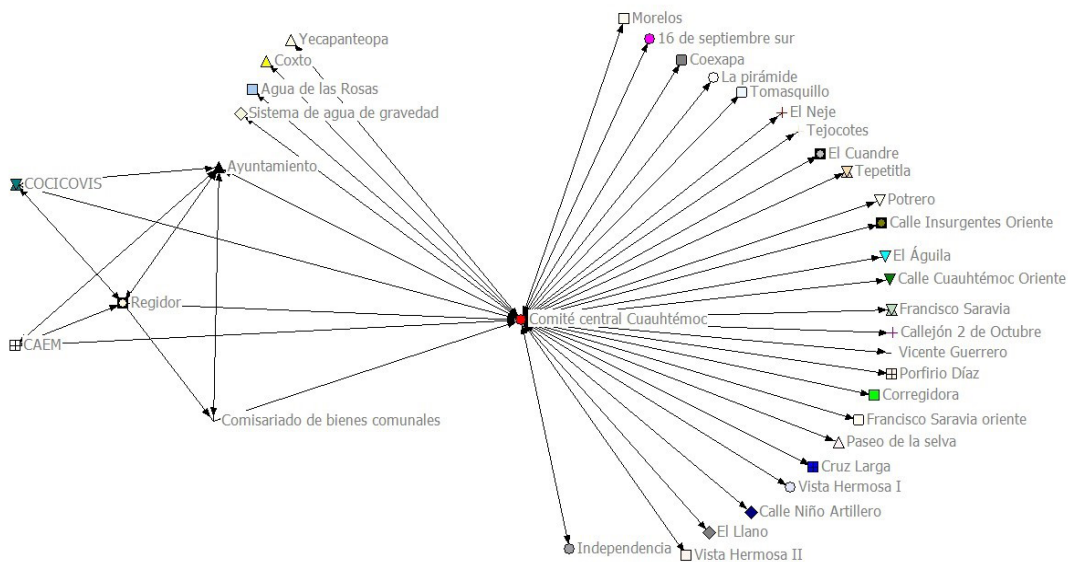 Morelos
16 de septiembre sur
Yecapanteopa
Coxto
Coexapa
La pirámide
Agua de las Rosas
Tomasquillo
Sistema de agua de gravedad
El Neje
Tejocotes
El Cuandre
Ayuntamiento
Tepetitla
COCICOVIS
Potrero
Calle Insurgentes Oriente
El Águila
Calle Cuauhtémoc Oriente
Regidor
Francisco Saravia
Comité central Cuauhtémoc
Callejón 2 de Octubre
CAEM
Vicente Guerrero
Porfirio Díaz
Corregidora
Comisariado de bienes comunales
Francisco Saravia oriente
Paseo de la selva
Cruz Larga
Vista Hermosa I
Calle Niño Artillero
El Llano
Independencia
Vista Hermosa II